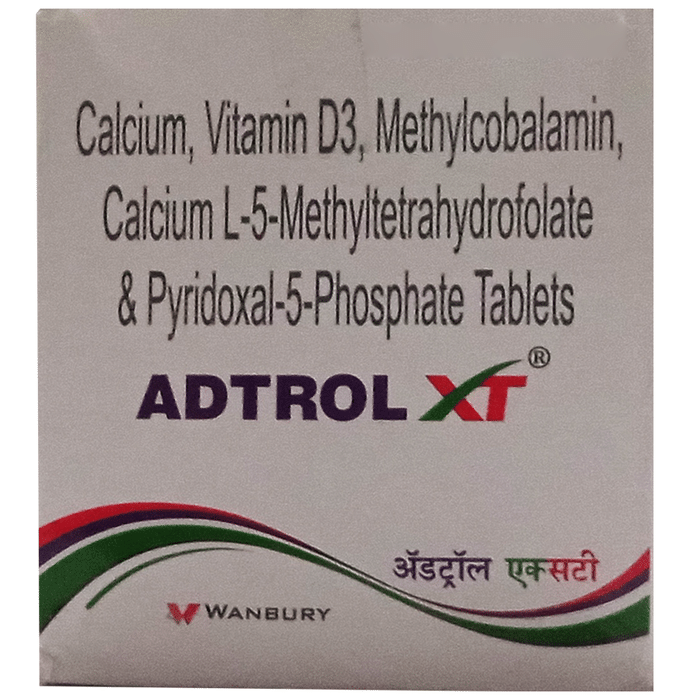 Calcium, Vitamin D3, Methylcobalamin,
Calcium L-5-Methyltetrahydrofolate
& Pyridoxal-5-Phosphate Tablets
ADTROL XT®
ॲडट्रॉल एक्सटी
WANBURY